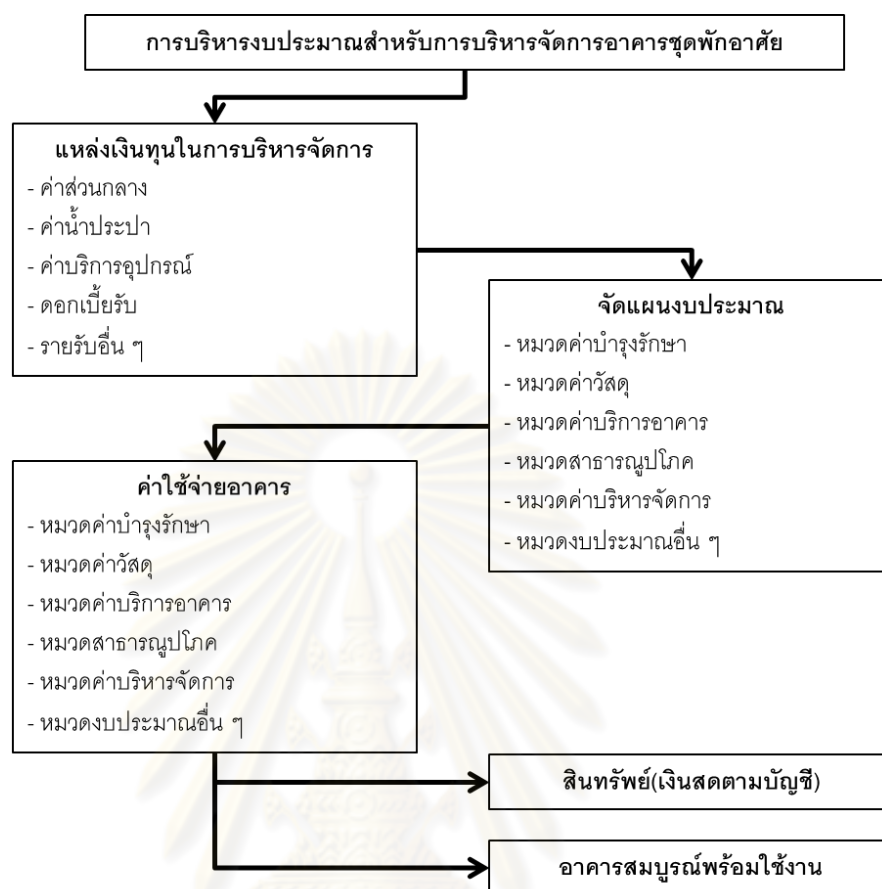 การบริหารงบประมาณสำหรับการบริหารจัดการอาคารชุดพักอาศัย
แหล่งเงินทุนในการบริหารจัดการ
- ค่าส่วนกลาง
- ค่าน้ำประปา
- ค่าบริการอุปกรณ์
- ดอกเบี้ยรับ
- รายรับอื่น ๆ
จัดแผนงบประมาณ
- หมวดค่าบำรุงรักษา
- หมวดค่าวัสดุ
- หมวดค่าบริการอาคาร
- หมวดสาธารณูปโภค
- หมวดค่าบริหารจัดการ
- หมวดงบประมาณอื่น ๆ
ค่าใช้จ่ายอาคาร
- หมวดค่าบำรุงรักษา
- หมวดค่าวัสดุ
- หมวดค่าบริการอาคาร
- หมวดสาธารณูปโภค
- หมวดค่าบริหารจัดการ
- หมวดงบประมาณอื่น ๆ
สินทรัพย์(เงินสดตามบัญชี)
อาคารสมบูรณ์พร้อมใช้งาน